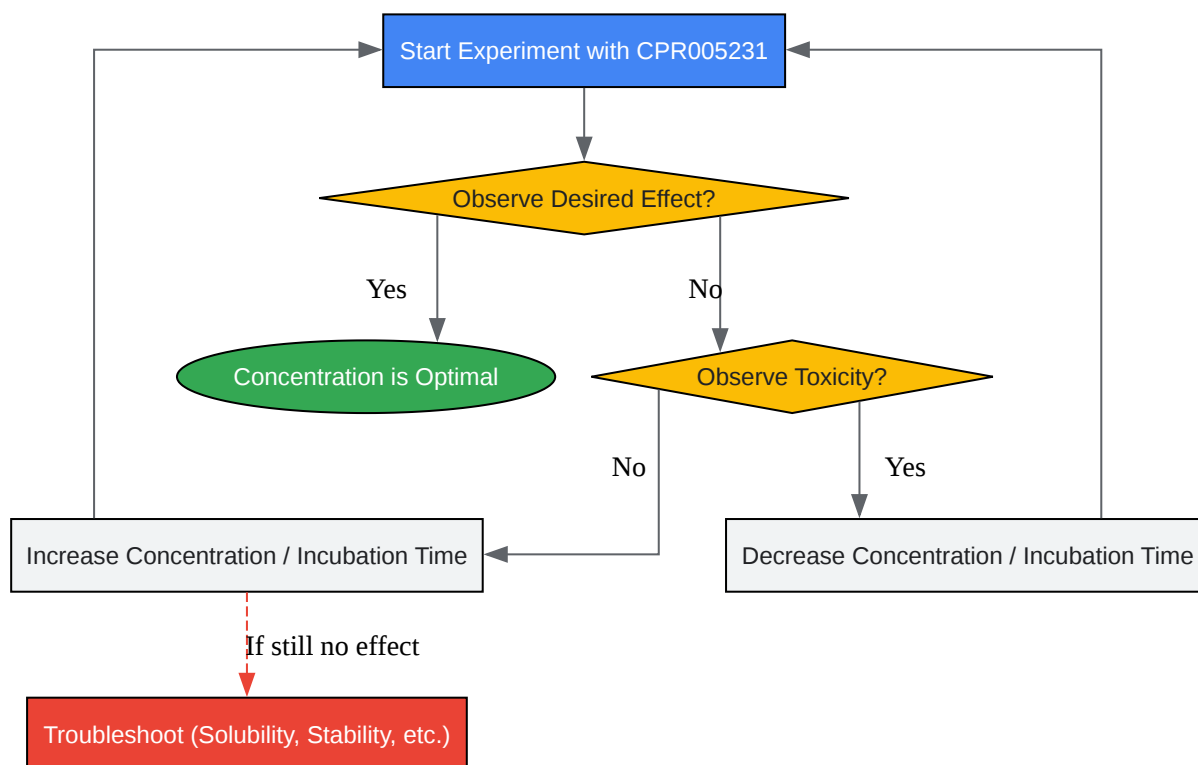 Start Experiment with CPR005231
Observe Desired Effect?
Yes
No
Concentration is Optimal
Observe Toxicity?
No
Yes
Increase Concentration / Incubation Time
Decrease Concentration / Incubation Time
If still no effect
Troubleshoot (Solubility, Stability, etc.)